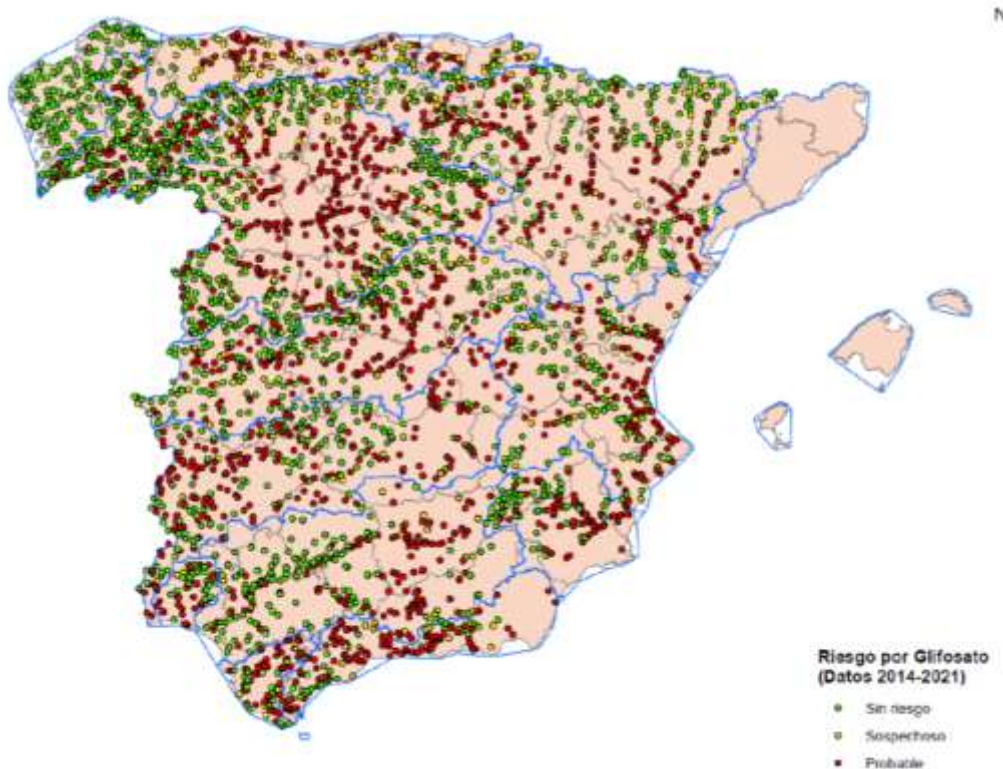 N
Riesgo por Glifosato
(Datos 2014-2021)
Sin riesgo
Sospechoso
Probable